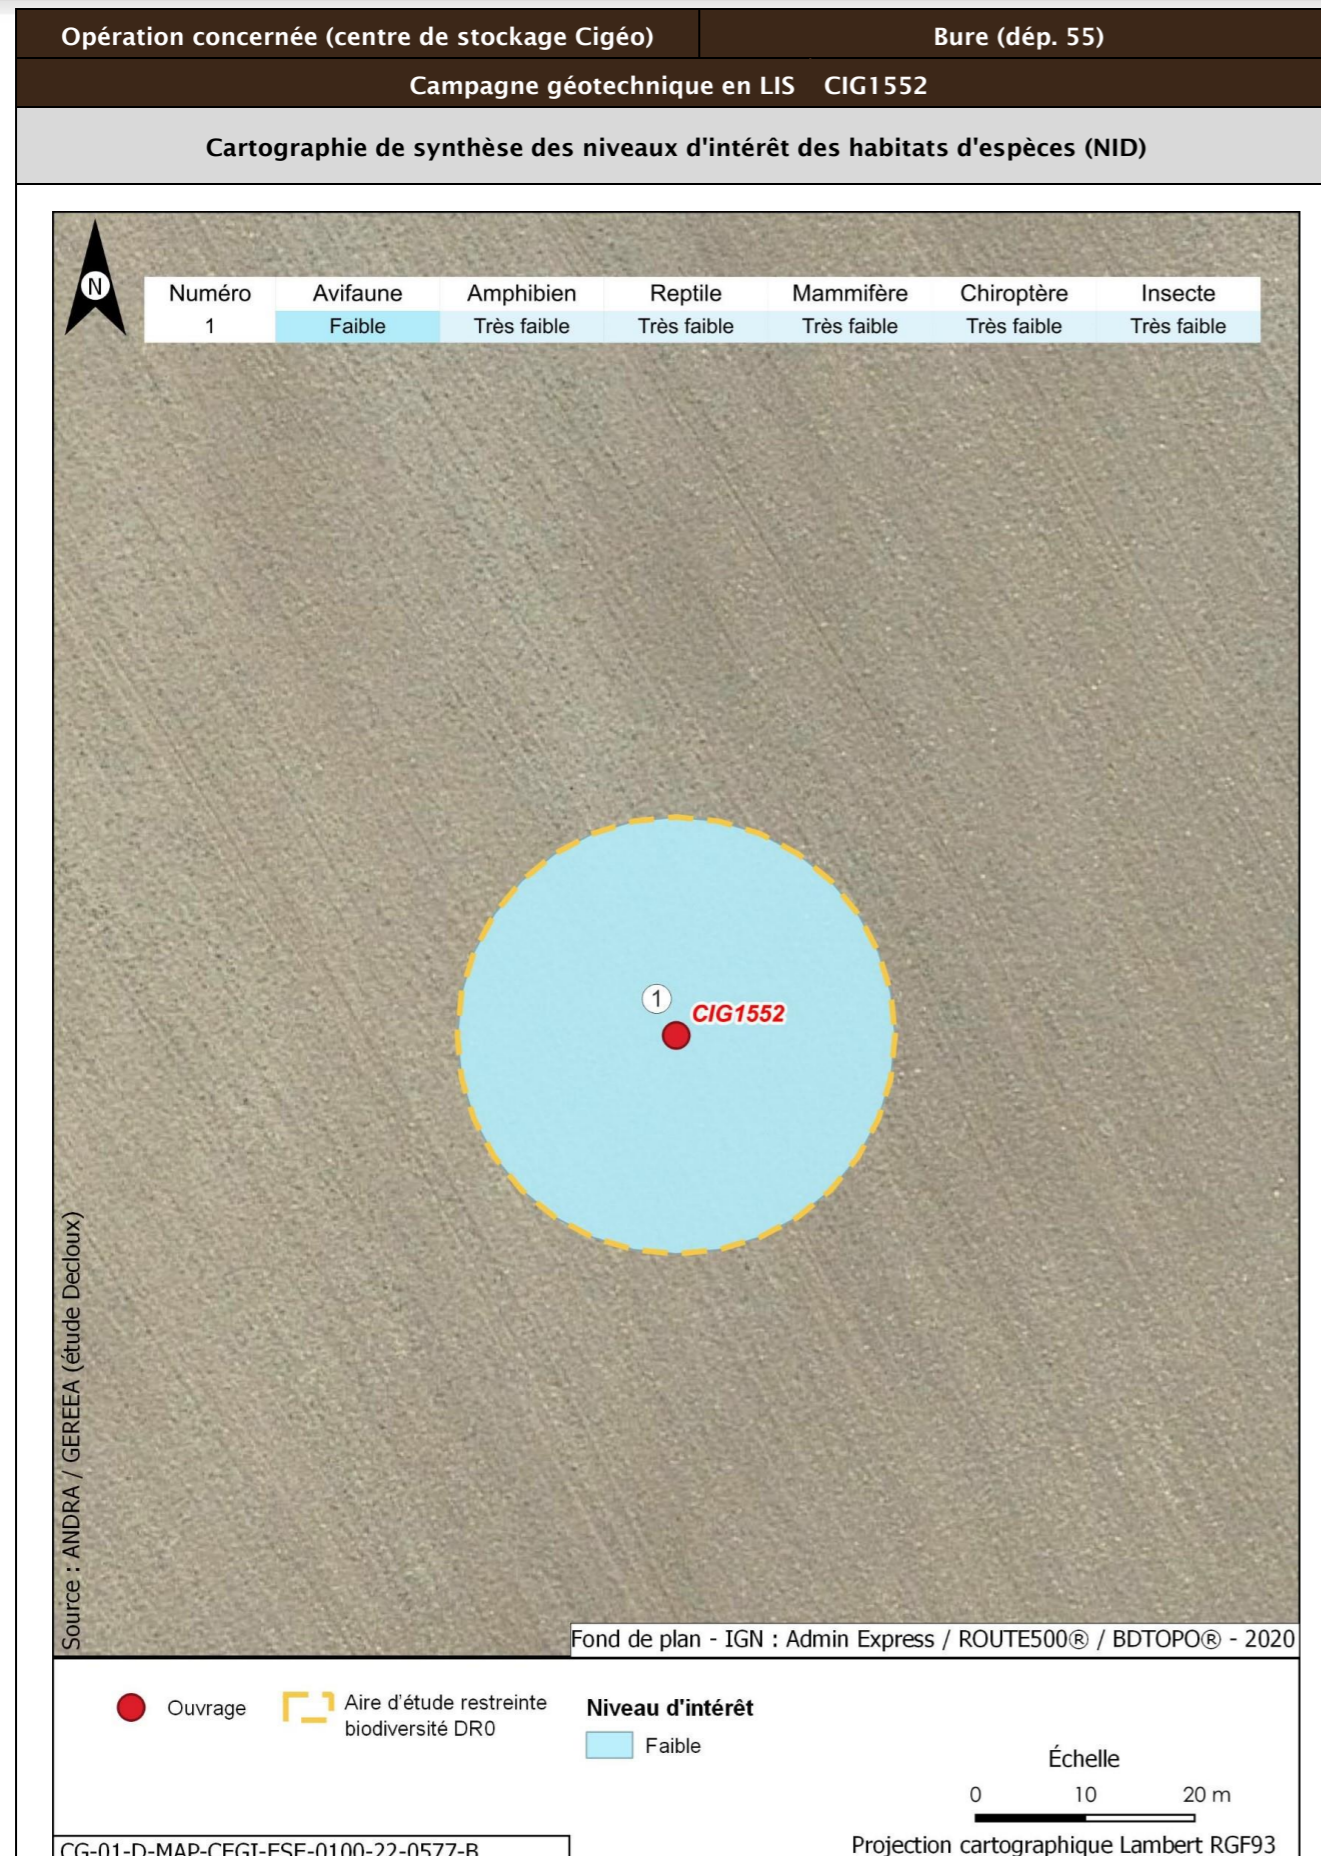 Opération concernée (centre de stockage Cigéo) Bure (dép. 55)
Campagne géotechnique en LIS CIG1552
Cartographie de synthèse des niveaux d'intérêt des habitats d'espèces (NID)
N
Numéro Avifaune Amphibien Reptile Mammifère Chiroptère Insecte
1 Faible Très faible Très faible Très faible Très faible Très faible
1
CIG1552
Source : ANDRA / GEREEA (étude Decloux)
Fond de plan - IGN : Admin Express / ROUTE500® / BDTOPO® - 2020
Ouvrage
Aire d'étude restreinte
biodiversité DR0
Niveau d'intérêt
Faible
Échelle
0 10 20 m
Projection cartographique Lambert RGF93
CG-01-D-MAP-CEGI-ESE-0100-22-0577-B